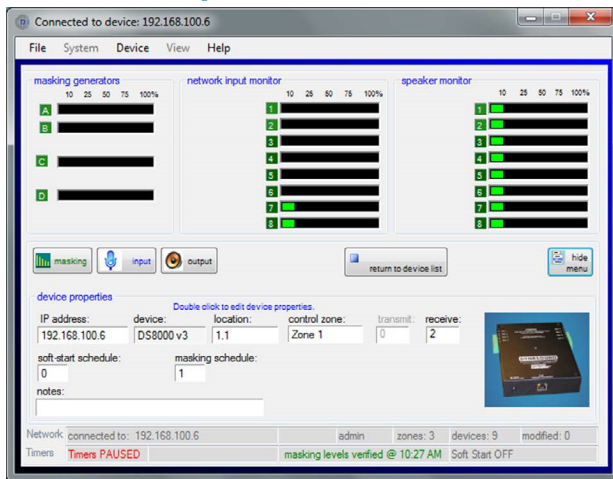 Connected to device: 192.168.100.6
File System Device View Help
masking generators
10 25 50 75 100%
A
B
C
D
network input monitor
10 25 50 75 100%
1
2
3
4
5
6
7
8
speaker monitor
10 25 50 75 100%
1
2
3
4
5
6
7
8
masking input output return to device list hide menu
device properties
Double click to edit device properties.
IP address: device: location: control zone: transmit: receive:
192.168.100.6 DS8000 v3 1.1 Zone 1 0 2
soft-start schedule: masking schedule:
0 1
notes:
Network connected to: 192.168.100.6 admin zones: 3 devices: 9 modified: 0
Timers Timers PAUSED masking levels verified @ 10:27 AM Soft Start OFF